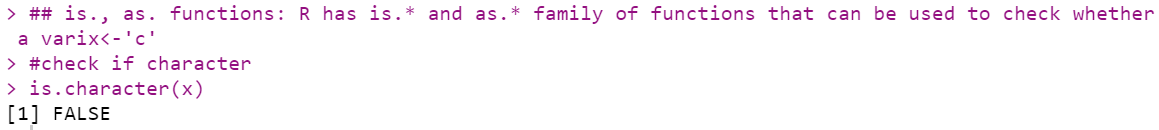 > ## is., as. functions: R has is.* and as.* family of functions that can be used to check whether
a varix<-'c'
> #check if character
> is.character(x)
[1] FALSE